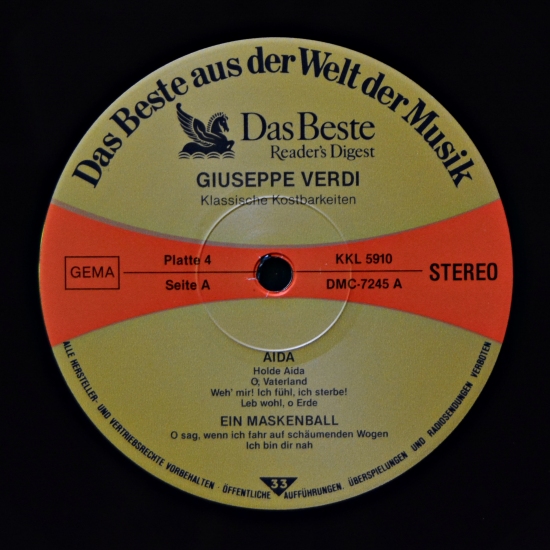 Das Beste aus der Welt der Musik
Das Beste
Reader's Digest
GIUSEPPE VERDI
Klassische Kostbarkeiten
GEMA
Platte 4
Seite A
KKL 5910
DMC-7245 A
STEREO
AIDA
Holde Aida
O, Vaterland
Weh' mir! Ich fühl, ich sterbe!
Leb wohl, o Erde
EIN MASKENBALL
O sag, wenn ich fahr auf schäumenden Wogen
Ich bin dir nah
33
ALLE HERSTELLER- UND VERTRIEBSRECHTE VORBEHALTEN · ÖFFENTLICHE AUFFÜHRUNGEN, ÜBERSPIELUNGEN UND RADIOSENDUNGEN VERBOTEN